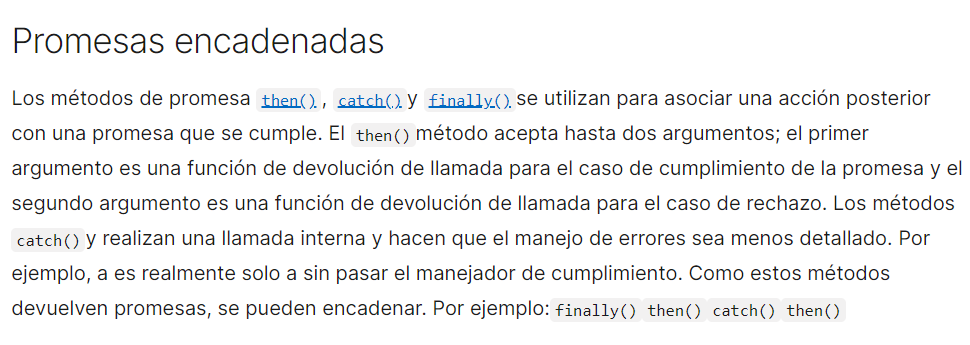 Promesas encadenadas
Los métodos de promesa then(), catch() y finally() se utilizan para asociar una acción posterior
con una promesa que se cumple. El then() método acepta hasta dos argumentos; el primer
argumento es una función de devolución de llamada para el caso de cumplimiento de la promesa y el
segundo argumento es una función de devolución de llamada para el caso de rechazo. Los métodos
catch() y realizan una llamada interna y hacen que el manejo de errores sea menos detallado. Por
ejemplo, a es realmente solo a sin pasar el manejador de cumplimiento. Como estos métodos
devuelven promesas, se pueden encadenar. Por ejemplo: finally() then() catch() then()